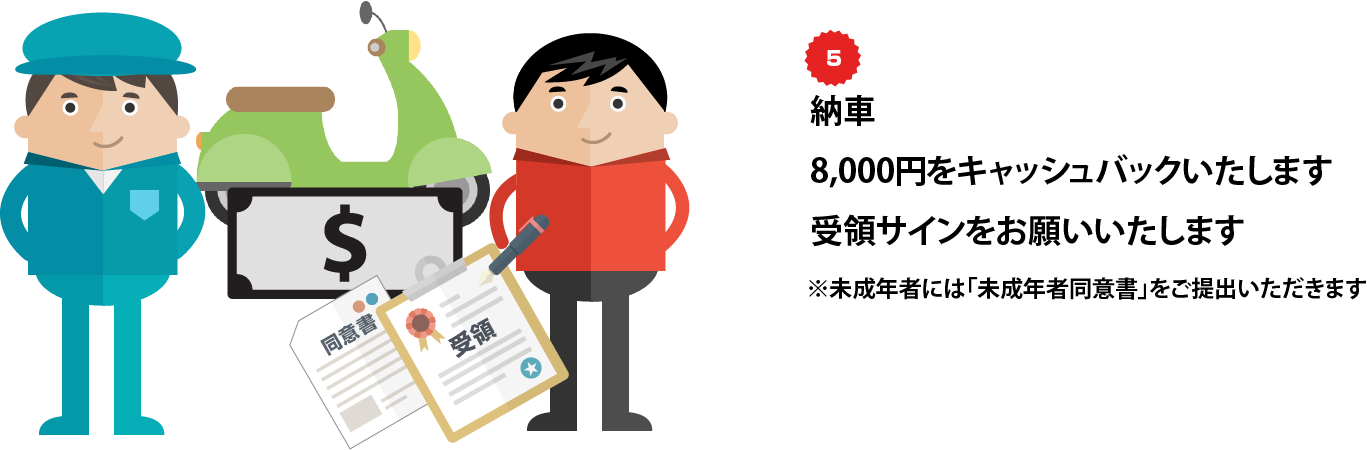 5
納車
8,000円をキャッシュバックいたします
受領サインをお願いいたします
※未成年者には「未成年者同意書」をご提出いただきます
$
同意書
受領